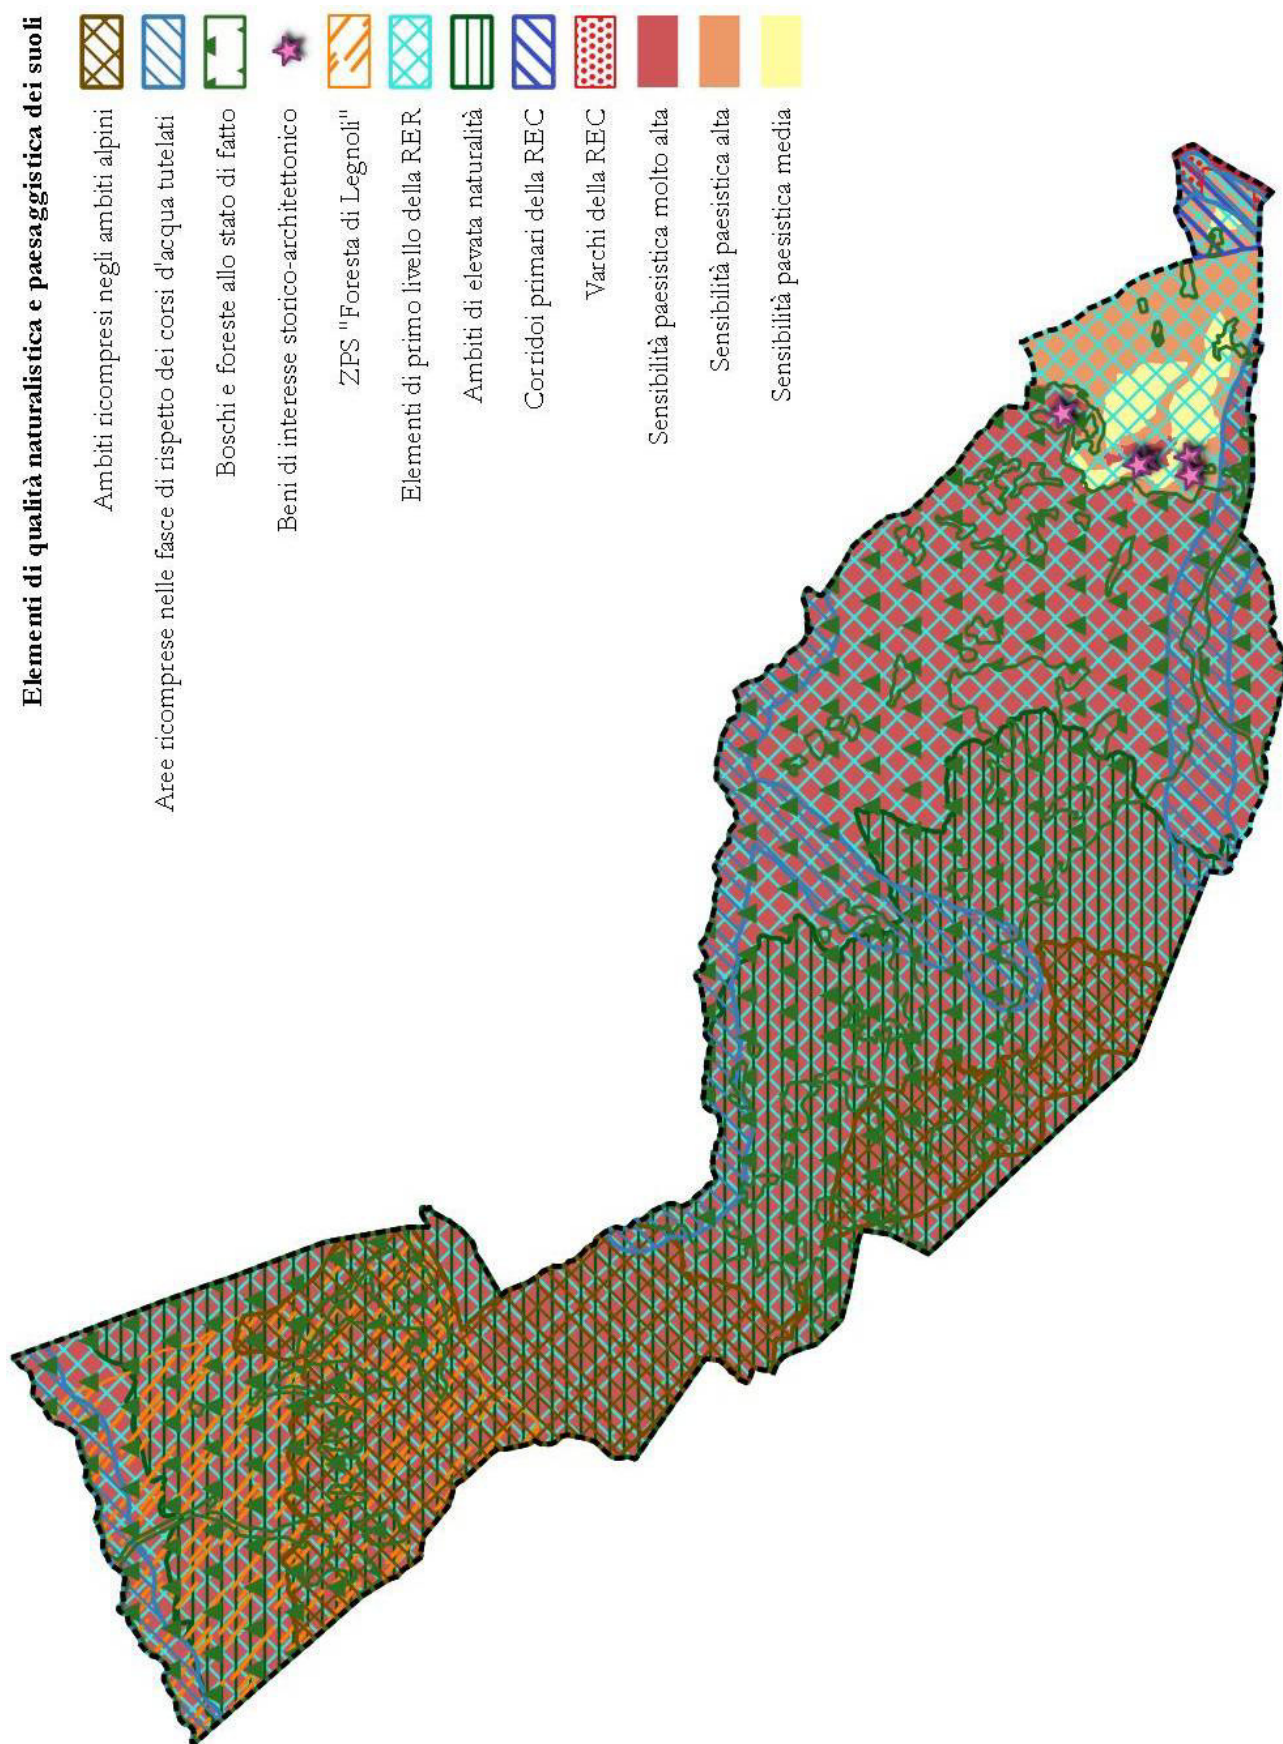 Elementi di qualità naturalistica e paesaggistica dei suoli
Ambiti ricompresi negli ambiti alpini
Aree ricomprese nelle fasce di rispetto dei corsi d'acqua tutelati
Boschi e foreste allo stato di fatto
Beni di interesse storico-architettonico
ZPS "Foresta di Legnoli"
Elementi di primo livello della RER
Ambiti di elevata naturalità
Corridoi primari della REC
Varchi della REC
Sensibilità paesistica molto alta
Sensibilità paesistica alta
Sensibilità paesistica media